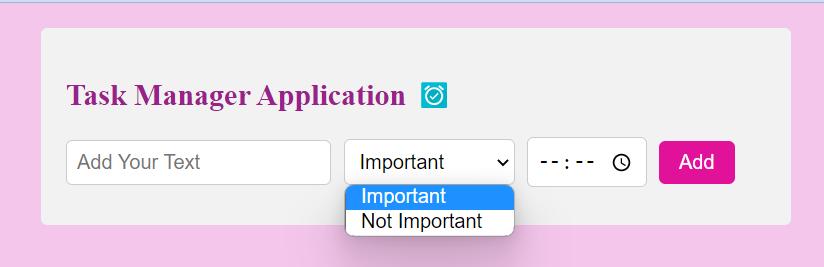 Task Manager Application
Add Your Text
Important
--:--
Add
Important
Not Important